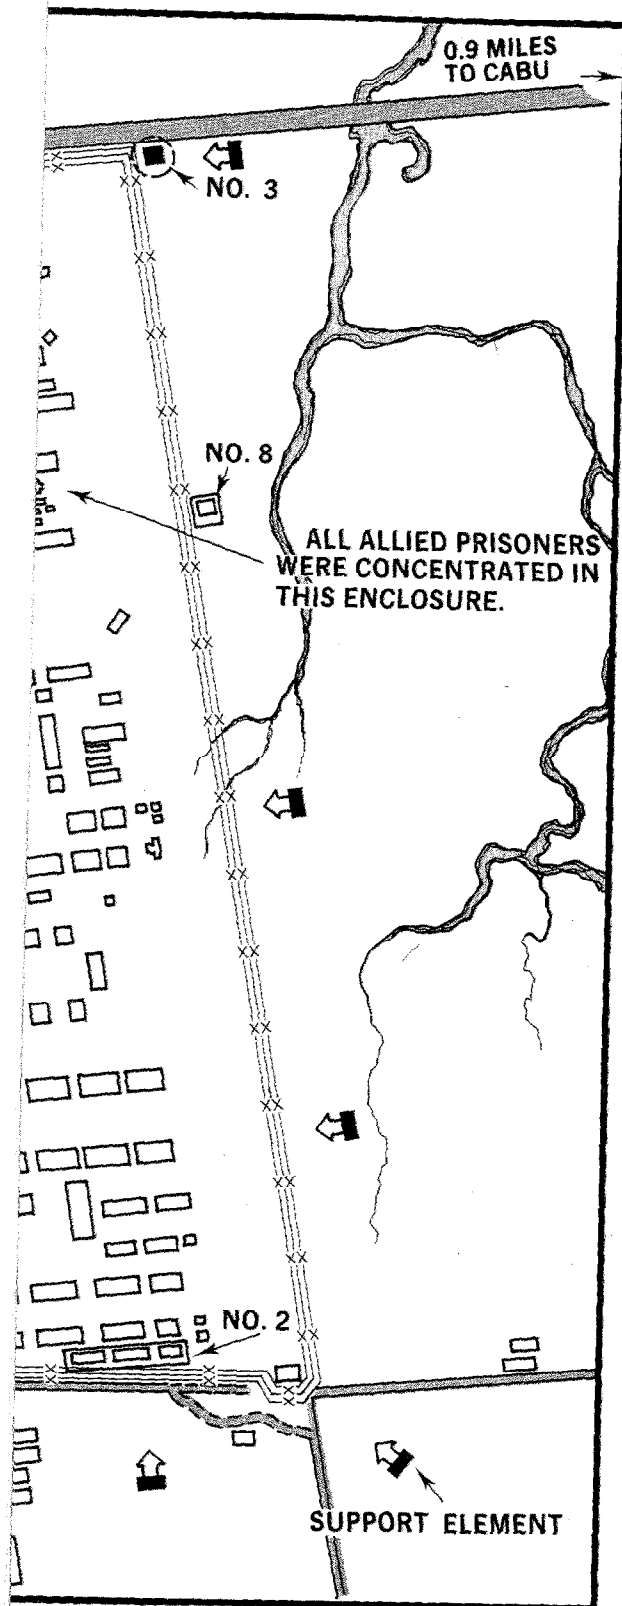 0.9 MILES
TO CABU
NO. 3
NO. 8
ALL ALLIED PRISONERS
WERE CONCENTRATED IN
THIS ENCLOSURE.
NO. 2
SUPPORT ELEMENT